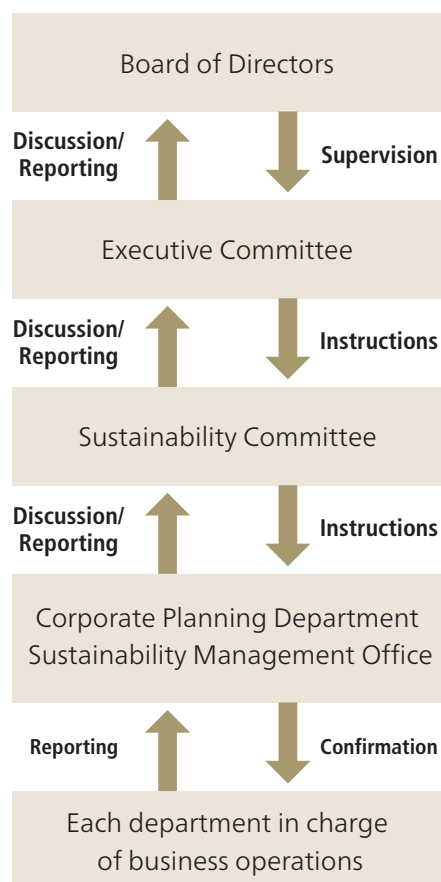 Board of Directors
Discussion/
Reporting
Supervision
Executive Committee
Discussion/
Reporting
Instructions
Sustainability Committee
Discussion/
Reporting
Instructions
Corporate Planning Department
Sustainability Management Office
Reporting
Confirmation
Each department in charge
of business operations